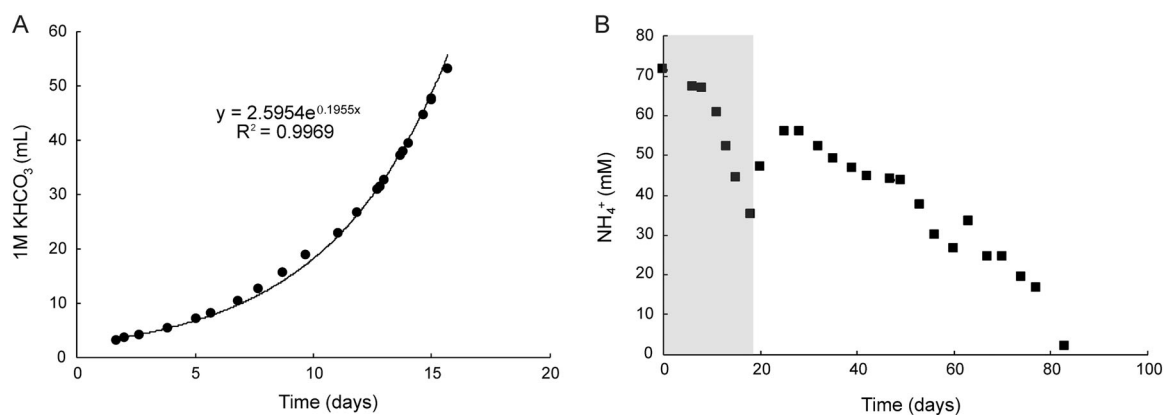 A
60
50
40
30
20
10
0
1M KHCO₃ (mL)
y = 2.5954e^0.1955x
R² = 0.9969
0 5 10 15 20
Time (days)
B
80
70
60
50
40
30
20
10
0
NH₄⁺ (mM)
0 20 40 60 80 100
Time (days)